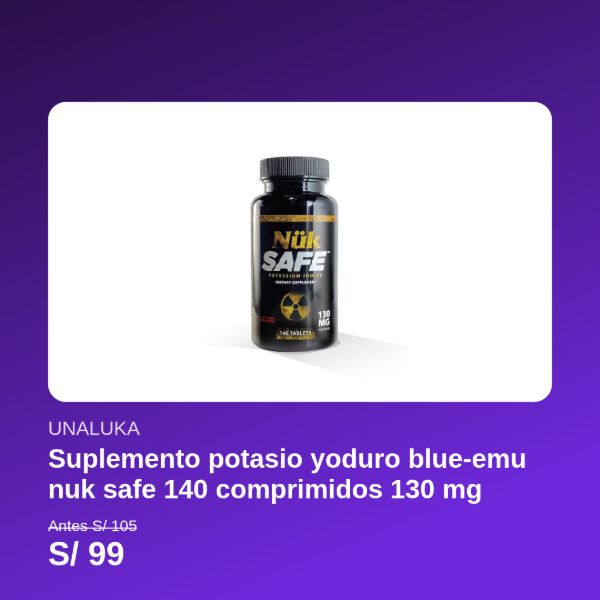 Nük
SAFE
POTASSIUM IODIDE
DIETARY SUPPLEMENT
130
MG
140 TABLETS
UNALUKA
Suplemento potasio yoduro blue-emu
nuk safe 140 comprimidos 130 mg
Antes S/ 105
S/ 99